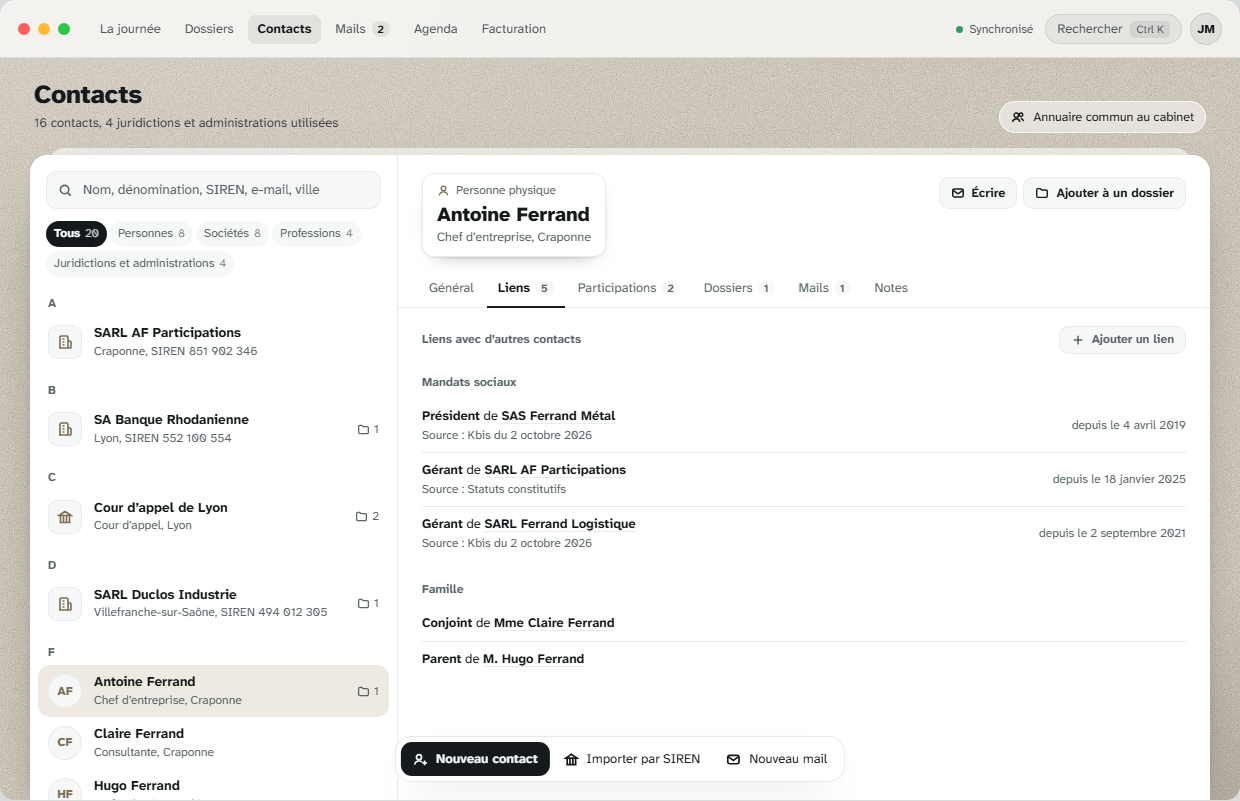 La journée
Dossiers
Contacts
Mails 2
Agenda
Facturation
Synchronisé
Rechercher Ctrl K
JM
Contacts
16 contacts, 4 juridictions et administrations utilisées
Annuaire commun au cabinet
Nom, dénomination, SIREN, e-mail, ville
Tous 20
Personnes 8
Sociétés 8
Professions 4
Juridictions et administrations 4
A
SARL AF Participations
Craponne, SIREN 851 902 346
B
SA Banque Rhodanienne
Lyon, SIREN 552 100 554
1
C
Cour d’appel de Lyon
Cour d’appel, Lyon
2
D
SARL Duclos Industrie
Villefranche-sur-Saône, SIREN 494 012 305
1
F
AF
Antoine Ferrand
Chef d’entreprise, Craponne
1
CF
Claire Ferrand
Consultante, Craponne
HF
Hugo Ferrand
Personne physique
Antoine Ferrand
Chef d’entreprise, Craponne
Écrire
Ajouter à un dossier
Général
Liens 5
Participations 2
Dossiers 1
Mails 1
Notes
Liens avec d’autres contacts
Ajouter un lien
Mandats sociaux
Président de SAS Ferrand Métal
Source : Kbis du 2 octobre 2026
depuis le 4 avril 2019
Gérant de SARL AF Participations
Source : Statuts constitutifs
depuis le 18 janvier 2025
Gérant de SARL Ferrand Logistique
Source : Kbis du 2 octobre 2026
depuis le 2 septembre 2021
Famille
Conjoint de Mme Claire Ferrand
Parent de M. Hugo Ferrand
Nouveau contact
Importer par SIREN
Nouveau mail